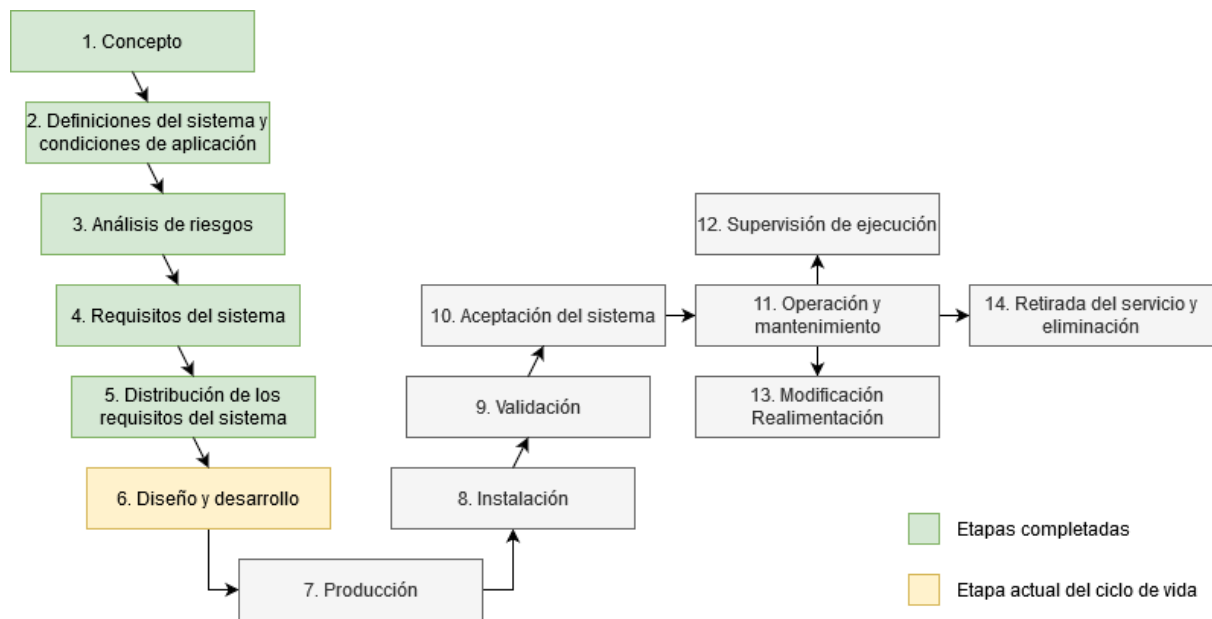 1. Concepto
2. Definiciones del sistema y
condiciones de aplicación
3. Análisis de riesgos
4. Requisitos del sistema
5. Distribución de los
requisitos del sistema
6. Diseño y desarrollo
7. Producción
8. Instalación
9. Validación
10. Aceptación del sistema
11. Operación y
mantenimiento
12. Supervisión de ejecución
13. Modificación
Realimentación
14. Retirada del servicio y
eliminación
Etapas completadas
Etapa actual del ciclo de vida